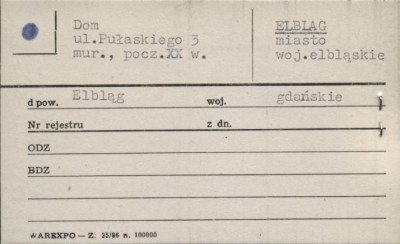 Dom
ul.Pułaskiego 3
mur., pocz.XX w.
ELBLĄG
miasto
woj.elbląskie
d.pow. Elbląg woj. gdańskie
Nr rejestru z dn.
ODZ
BDZ
WAREXPO — Z. 35/86 n. 100000